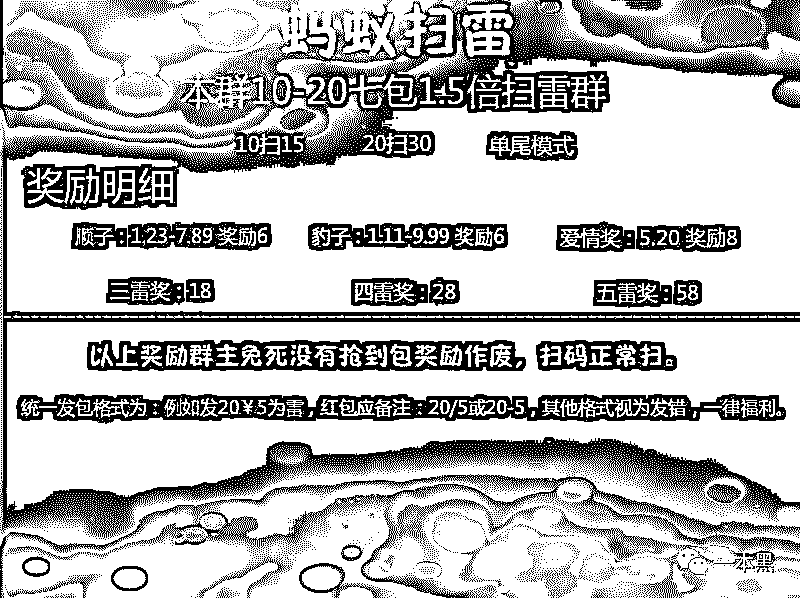 蚂蚁扫雷
本群10-20七包1.5倍扫雷群
10扫15 20扫30 单尾模式
奖励明细
顺子：1.23-7.89 奖励6 豹子：1.11-9.99 奖励6 爱情奖：5.20 奖励8
三雷奖：18 四雷奖：28 五雷奖：58
以上奖励群主免死没有抢到包奖励作废，扫码正常扫。
统一发包格式为：例如发20￥5为雷，红包应备注：20/5或20-5，其他格式视为发错，一律福利。
一本黑